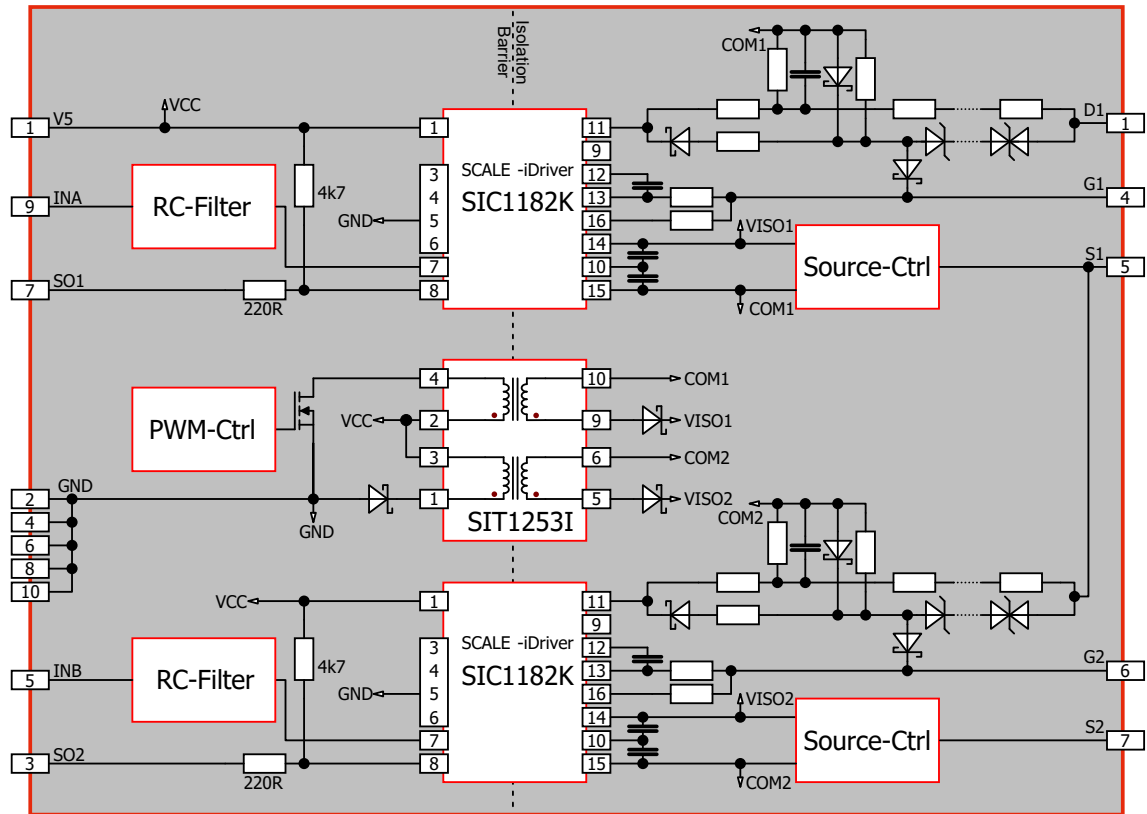 Isolation
Barrier
COM1
V5
VCC
D1
1
1
11
1
9
SCALE -iDriver
3
12
INA
RC-Filter
4k7
4
SIC1182K
13
G1
9
4
GND
5
16
VISO1
6
14
S1
7
10
Source-Ctrl
5
SO1
7
8
15
220R
COM1
4
10
COM1
PWM-Ctrl
VCC
2
9
VISO1
3
6
COM2
GND
2
1
5
VISO2
4
GND
SIT1253I
COM2
6
8
10
VCC
1
11
9
SCALE -iDriver
3
12
INB
RC-Filter
4k7
4
SIC1182K
13
G2
5
6
GND
5
16
VISO2
6
14
S2
7
10
Source-Ctrl
7
SO2
3
8
15
220R
COM2